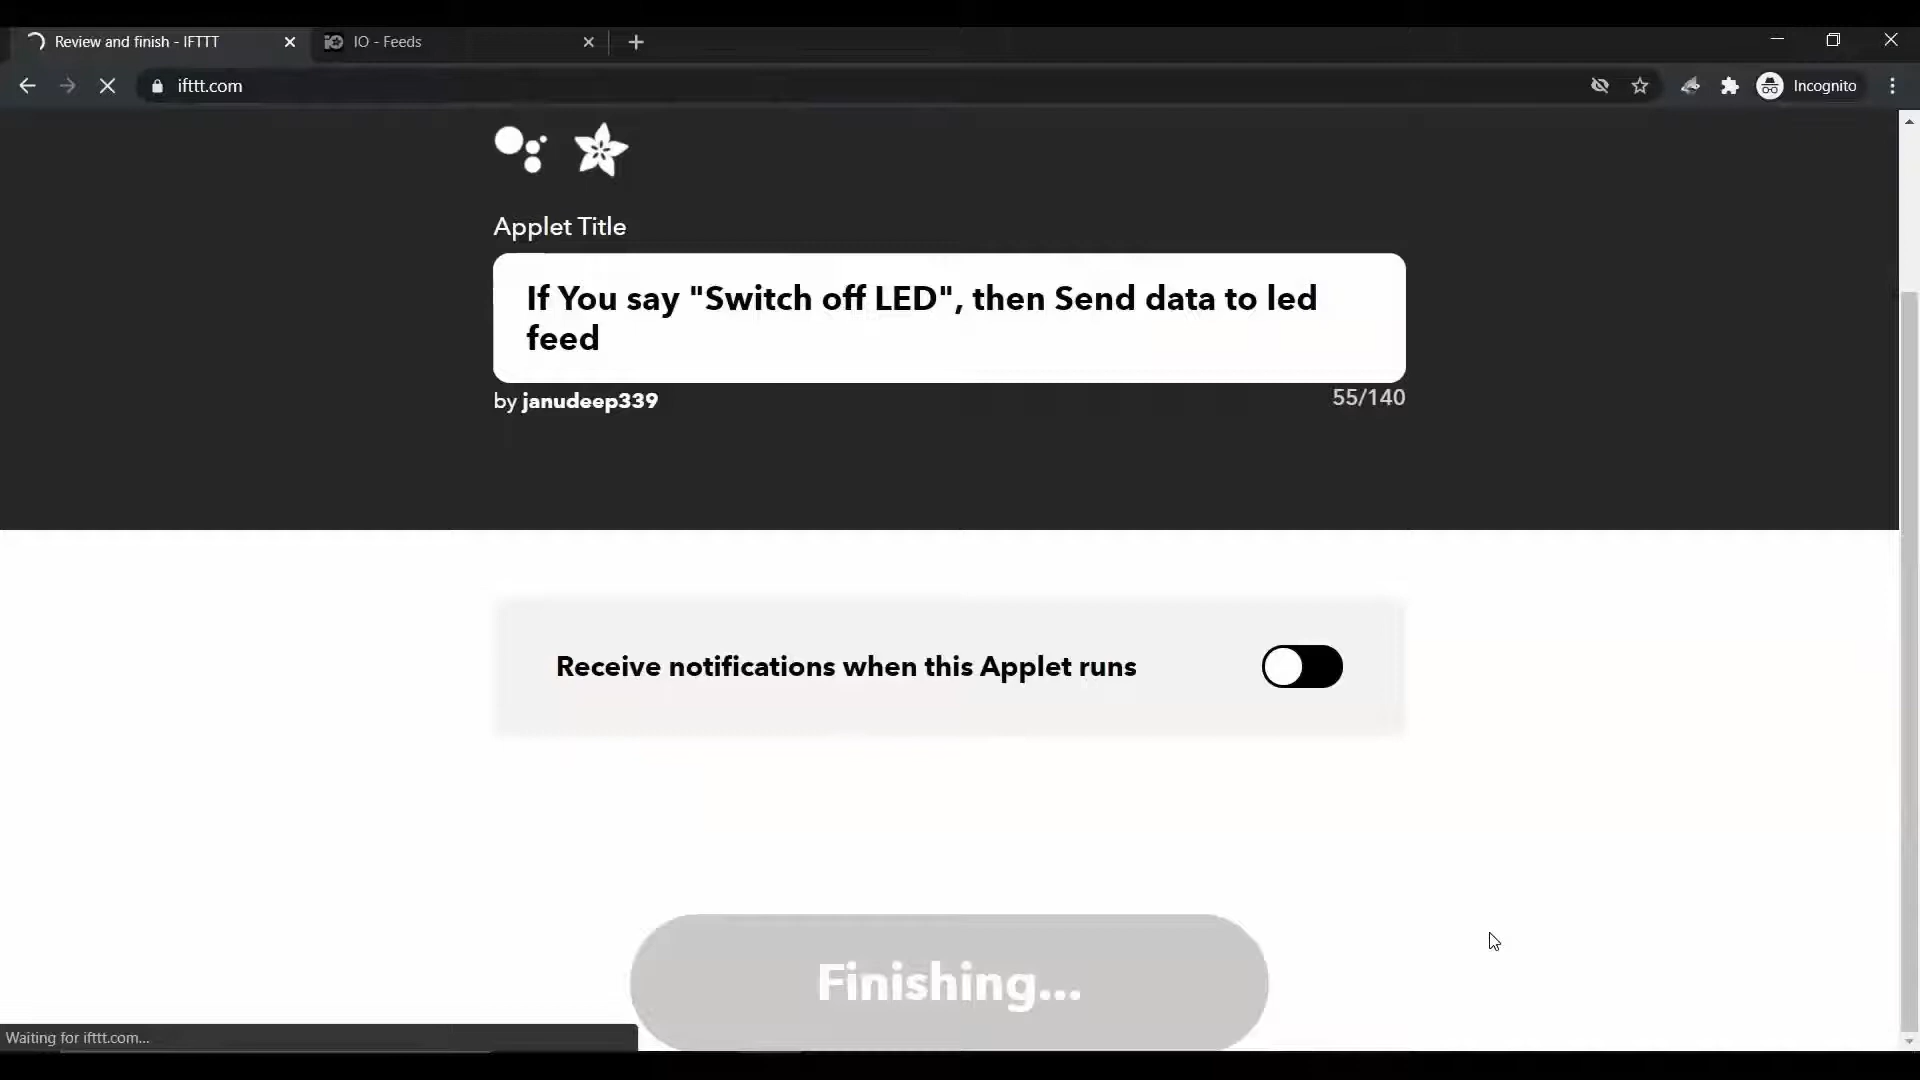 Review and finish - IFTTT
IO - Feeds
ifttt.com
Incognito
Applet Title
If You say "Switch off LED", then Send data to led
feed
by janudeep339
55/140
Receive notifications when this Applet runs
Finishing...
Waiting for ifttt.com...